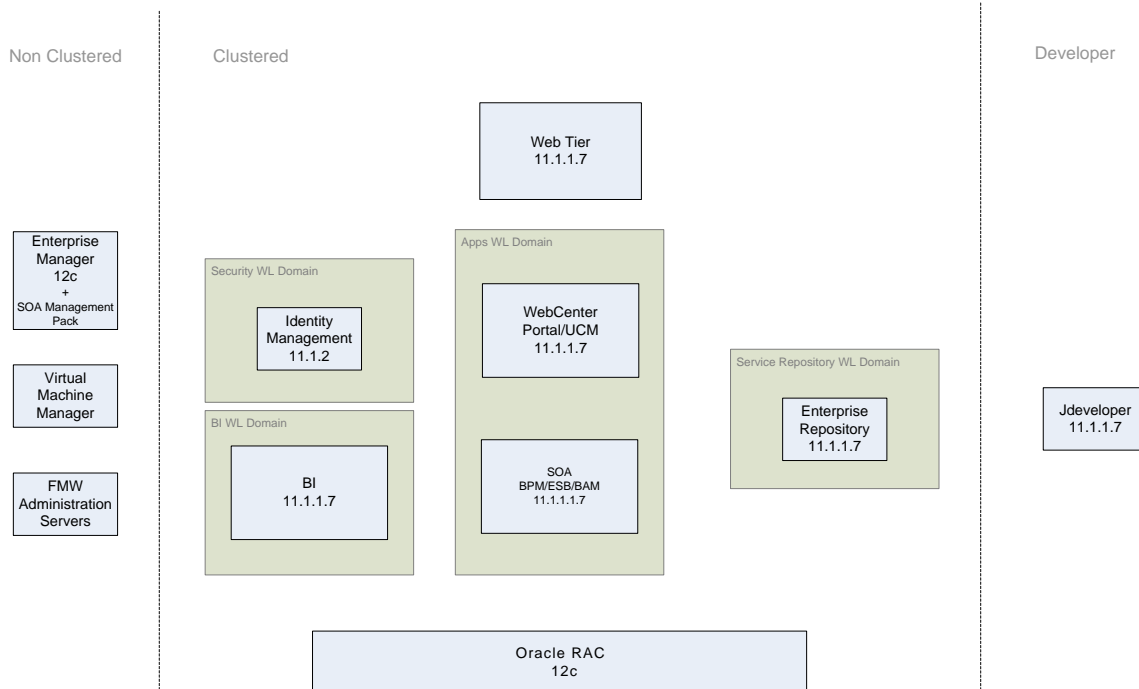 Non Clustered
Clustered
Developer
Web Tier
11.1.1.7
Enterprise
Manager
12c
+
SOA Management
Pack
Virtual
Machine
Manager
FMW
Administration
Servers
Security WL Domain
Identity
Management
11.1.2
BI WL Domain
BI
11.1.1.7
Apps WL Domain
WebCenter
Portal/UCM
11.1.1.7
SOA
BPM/ESB/BAM
11.1.1.1.7
Service Repository WL Domain
Enterprise
Repository
11.1.1.7
Jdeveloper
11.1.1.7
Oracle RAC
12c